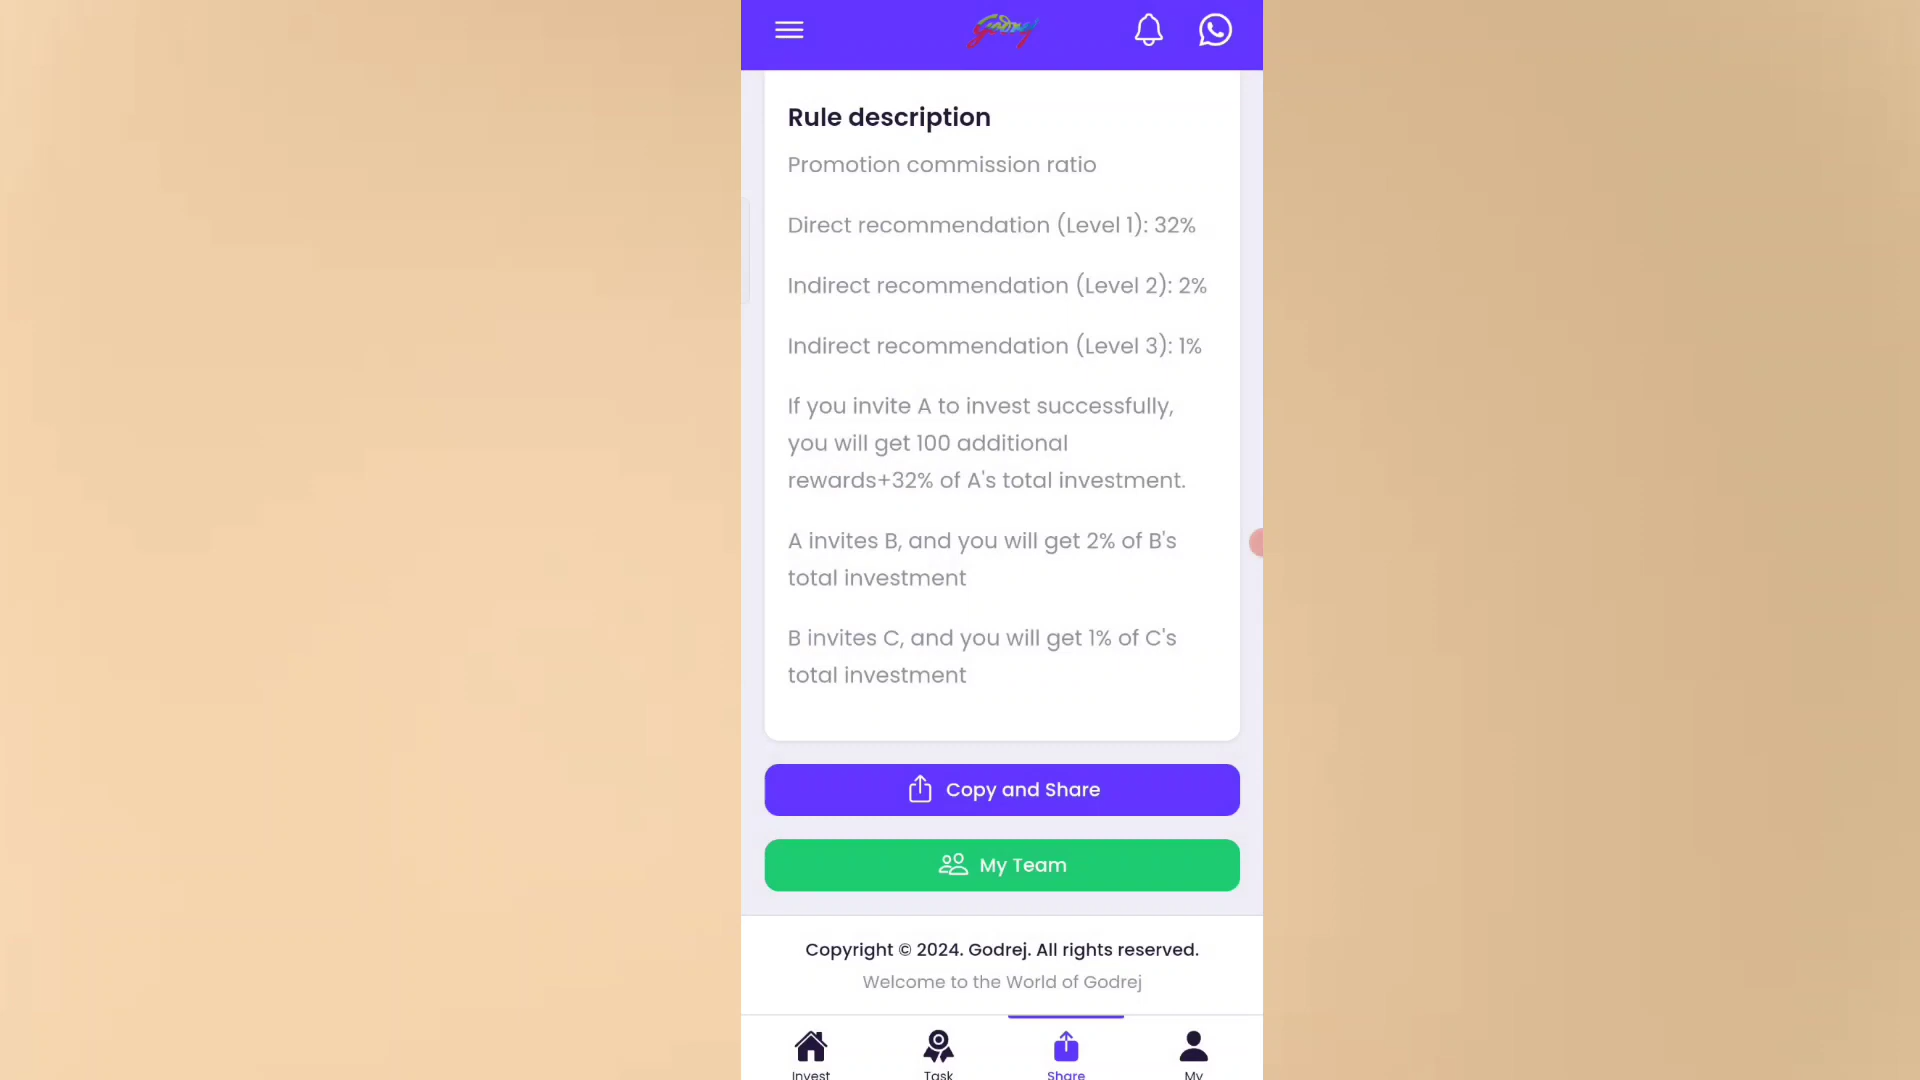 Godrej
Rule description
Promotion commission ratio
Direct recommendation (Level 1): 32%
Indirect recommendation (Level 2): 2%
Indirect recommendation (Level 3): 1%
If you invite A to invest successfully,
you will get 100 additional
rewards+32% of A's total investment.
A invites B, and you will get 2% of B's
total investment
B invites C, and you will get 1% of C's
total investment
Copy and Share
My Team
Copyright © 2024. Godrej. All rights reserved.
Welcome to the World of Godrej
Invest Task Share My